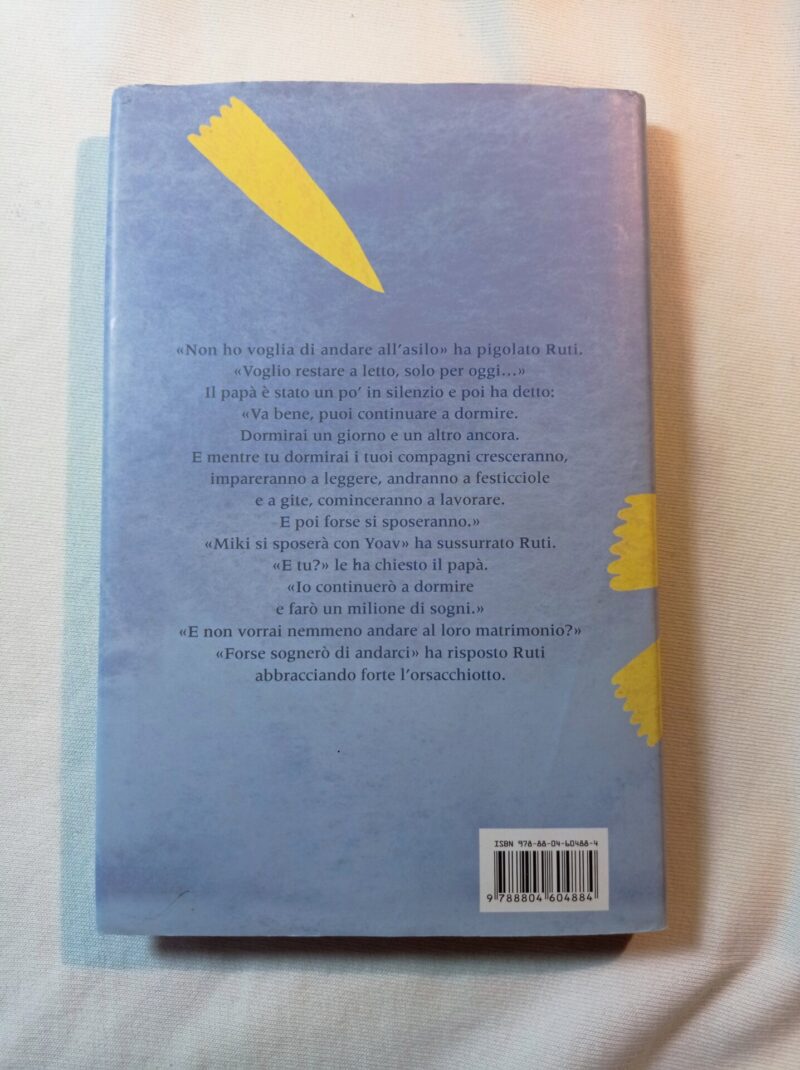 «Non ho voglia di andare all'asilo» ha pigolato Ruti.
«Voglio restare a letto, solo per oggi...»
Il papà è stato un po' in silenzio e poi ha detto:
«Va bene, puoi continuare a dormire.
Dormirai un giorno e un altro ancora.
E mentre tu dormirai i tuoi compagni cresceranno,
impareranno a leggere, andranno a festicciole
e a gite, cominceranno a lavorare.
E poi forse si sposeranno.»
«Miki si sposerà con Yoav» ha sussurrato Ruti.
«E tu?» le ha chiesto il papà.
«Io continuerò a dormire
e farò un milione di sogni.»
«E non vorrai nemmeno andare al loro matrimonio?»
«Forse sognerò di andarci» ha risposto Ruti
abbracciando forte l'orsacchiotto.
ISBN 978-88-04-60488-4
9 788804 604884